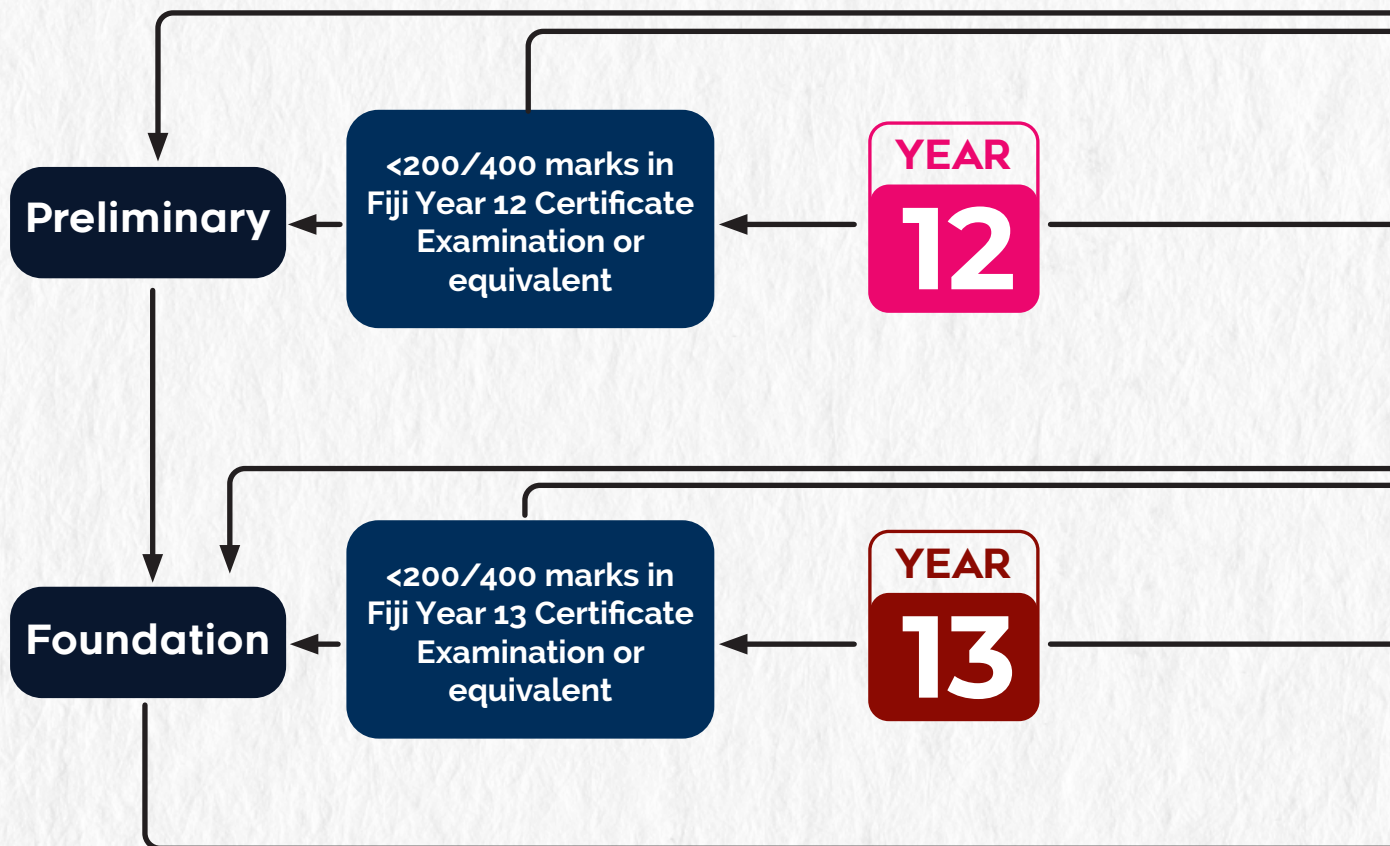 Preliminary
<200/400 marks in
Fiji Year 12 Certificate
Examination or
equivalent
YEAR
12
Foundation
<200/400 marks in
Fiji Year 13 Certificate
Examination or
equivalent
YEAR
13